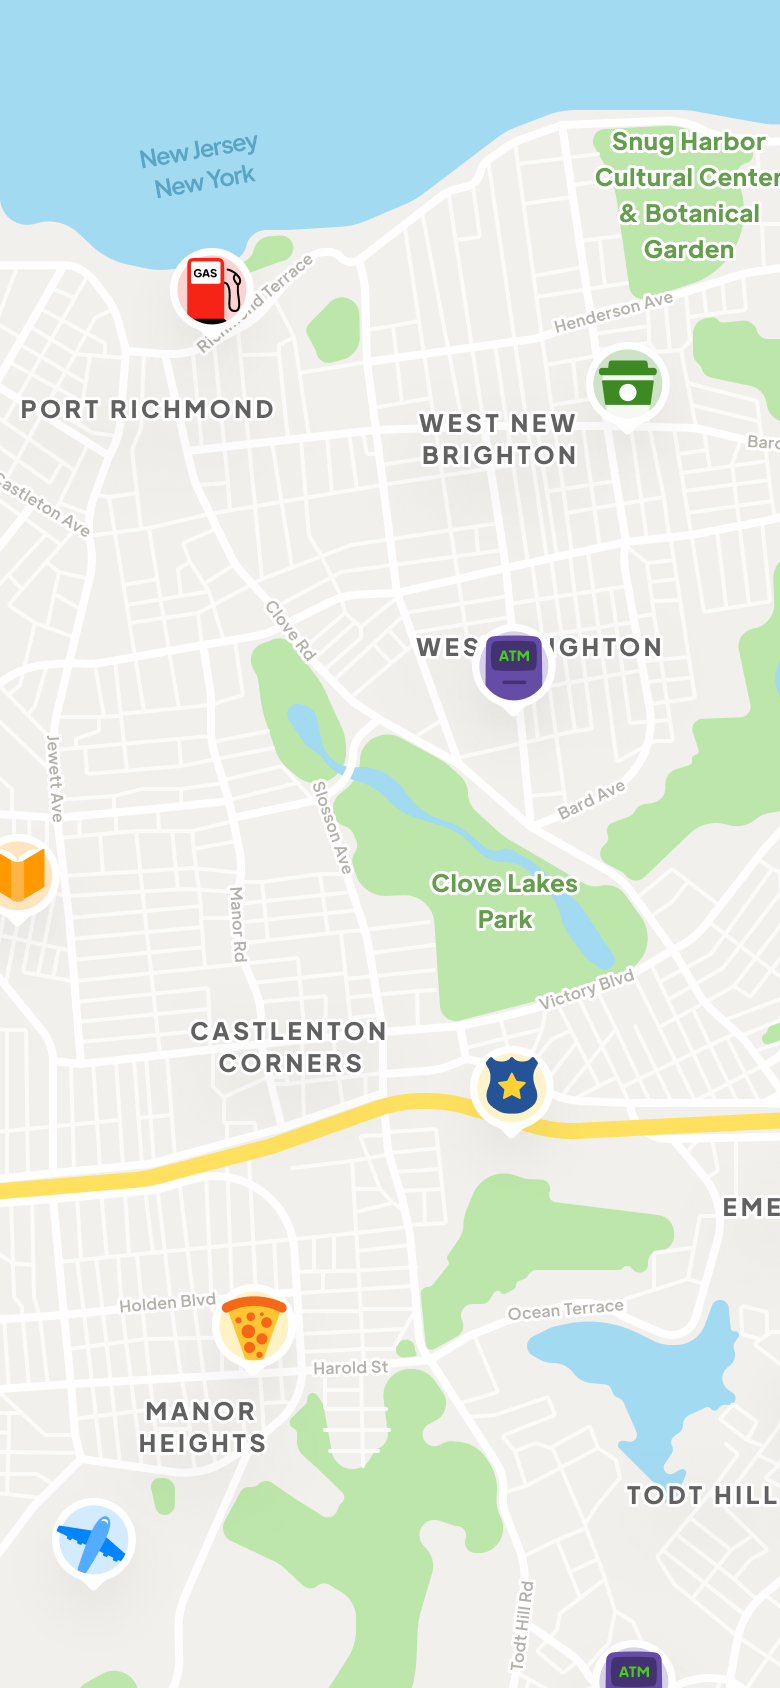 New Jersey
New York
Snug Harbor
Cultural Center
& Botanical
Garden
GAS
Terrace
Henderson Ave
PORT RICHMOND
WEST NEW
BRIGHTON
Castleton Ave
Clove Rd
ATM
Jewett Ave
Slosson Ave
Bard Ave
Clove Lakes
Park
Manor Rd
Victory Blvd
CASTLENTON
CORNERS
Holden Blvd
Ocean Terrace
Harold St
MANOR
HEIGHTS
TODT HILL
Todt Hill Rd
ATM